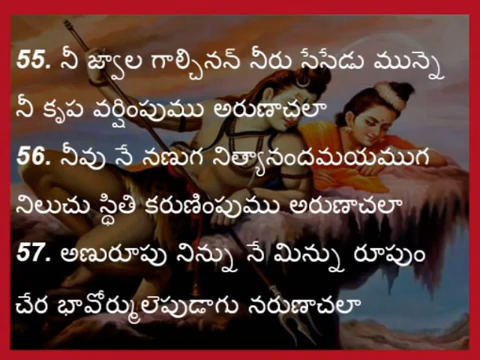 55. నీ జ్వాల గాల్చినన్ నీరు సేసేడు మున్నె
నీ కృప వర్షింపుము అరుణాచలా
56. నీవు నే నణుగ నిత్యానందమయముగ
నిలుచు స్థితి కరుణింపుము అరుణాచలా
57. అణురూపు నిన్ను నే మిన్ను రూపుం
చేర భావోర్ములెపుడాగు నరుణాచలా